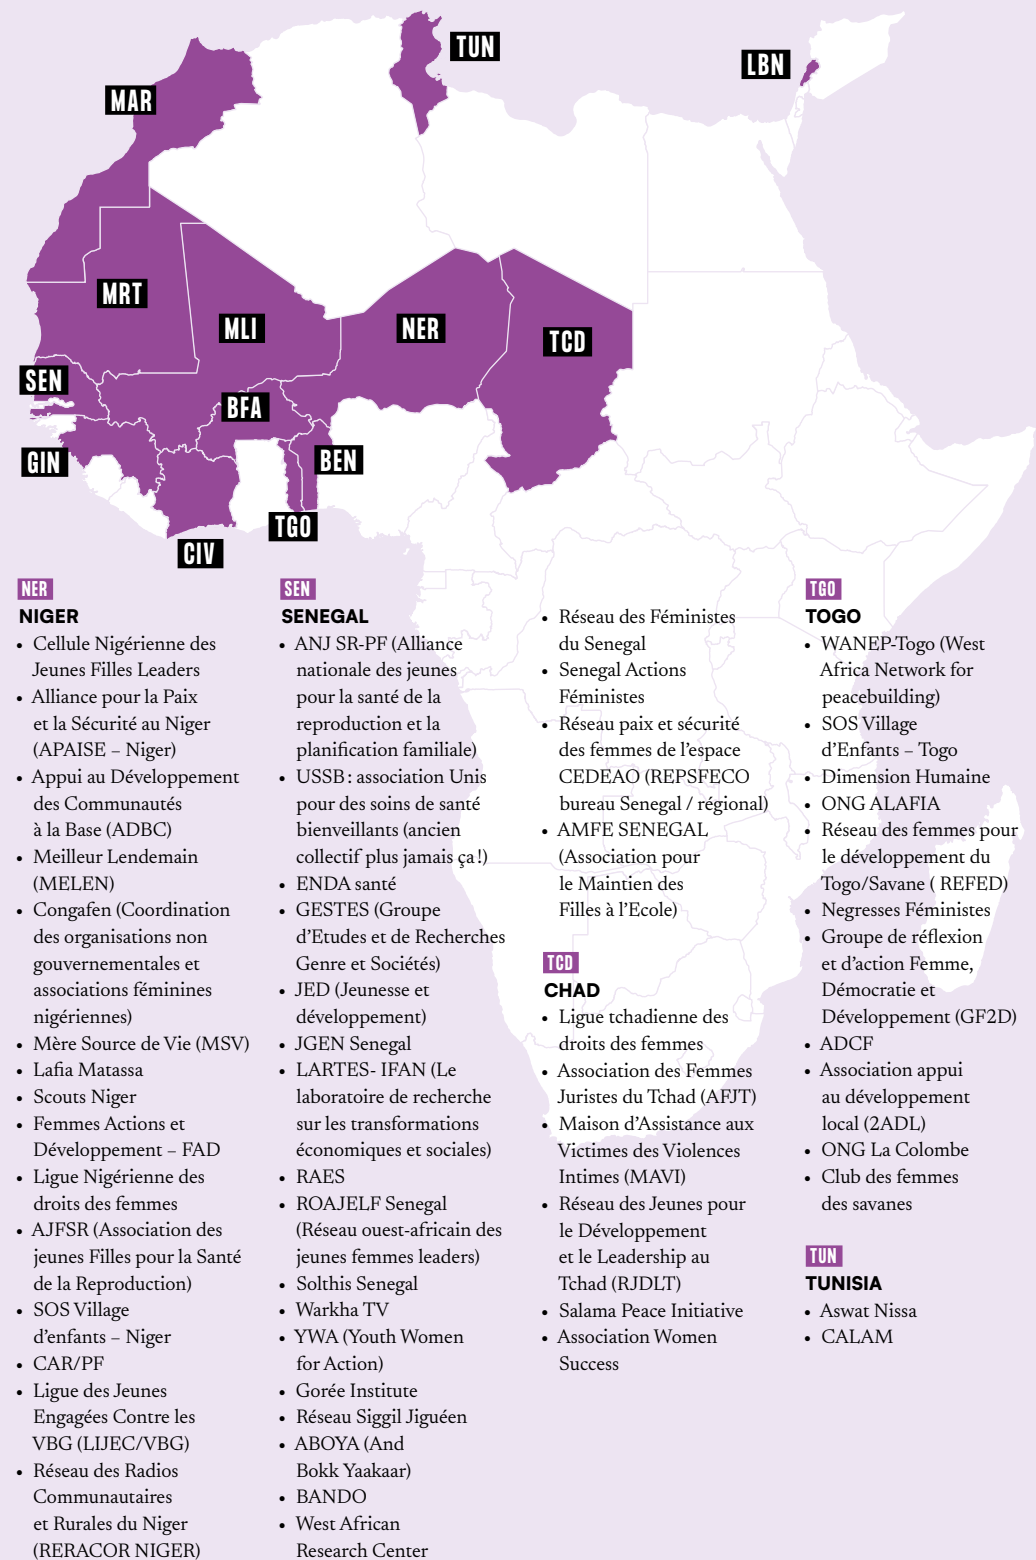 TUN
LBN
MAR
MRT
MLI
NER
TCD
SEN
BFA
GIN
BEN
TGO
CIV
NER
NIGER
• Cellule Nigérienne des
Jeunes Filles Leaders
• Alliance pour la Paix
et la Sécurité au Niger
(APAISE – Niger)
• Appui au Développement
des Communautés
à la Base (ADBC)
• Meilleur Lendemain
(MELEN)
• Congafen (Coordination
des organisations non
gouvernementales et
associations féminines
nigériennes)
• Mère Source de Vie (MSV)
• Lafia Matassa
• Scouts Niger
• Femmes Actions et
Développement – FAD
• Ligue Nigérienne des
droits des femmes
• AJFSR (Association des
jeunes Filles pour la Santé
de la Reproduction)
• SOS Village
d’enfants – Niger
• CAR/PF
• Ligue des Jeunes
Engagées Contre les
VBG (LIJEC/VBG)
• Réseau des Radios
Communautaires
et Rurales du Niger
(RERACOR NIGER)
SEN
SENEGAL
• ANJ SR-PF (Alliance
nationale des jeunes
pour la santé de la
reproduction et la
planification familiale)
• USSB : association Unis
pour des soins de santé
bienveillants (ancien
collectif plus jamais ça !)
• ENDA santé
• GESTES (Groupe
d’Etudes et de Recherches
Genre et Sociétés)
• JED (Jeunesse et
développement)
• JGEN Senegal
• LARTES- IFAN (Le
laboratoire de recherche
sur les transformations
économiques et sociales)
• RAES
• ROAJELF Senegal
(Réseau ouest-africain des
jeunes femmes leaders)
• Solthis Senegal
• Warkha TV
• YWA (Youth Women
for Action)
• Gorée Institute
• Réseau Siggil Jiguéen
• ABOYA (And
Bokk Yaakaar)
• BANDO
• West African
Research Center
• Réseau des Féministes
du Senegal
• Senegal Actions
Féministes
• Réseau paix et sécurité
des femmes de l’espace
CEDEAO (REPSFECO
bureau Senegal / régional)
• AMFE SENEGAL
(Association pour
le Maintien des
Filles à l’Ecole)
TCD
CHAD
• Ligue tchadienne des
droits des femmes
• Association des Femmes
Juristes du Tchad (AFJT)
• Maison d’Assistance aux
Victimes des Violences
Intimes (MAVI)
• Réseau des Jeunes pour
le Développement
et le Leadership au
Tchad (RJDLT)
• Salama Peace Initiative
• Association Women
Success
TGO
TOGO
• WANEP-Togo (West
Africa Network for
peacebuilding)
• SOS Village
d’Enfants – Togo
• Dimension Humaine
• ONG ALAFIA
• Réseau des femmes pour
le développement du
Togo/Savane ( REFED)
• Negresses Féministes
• Groupe de réflexion
et d’action Femme,
Démocratie et
Développement (GF2D)
• ADCF
• Association appui
au développement
local (2ADL)
• ONG La Colombe
• Club des femmes
des savanes
TUN
TUNISIA
• Aswat Nissa
• CALAM